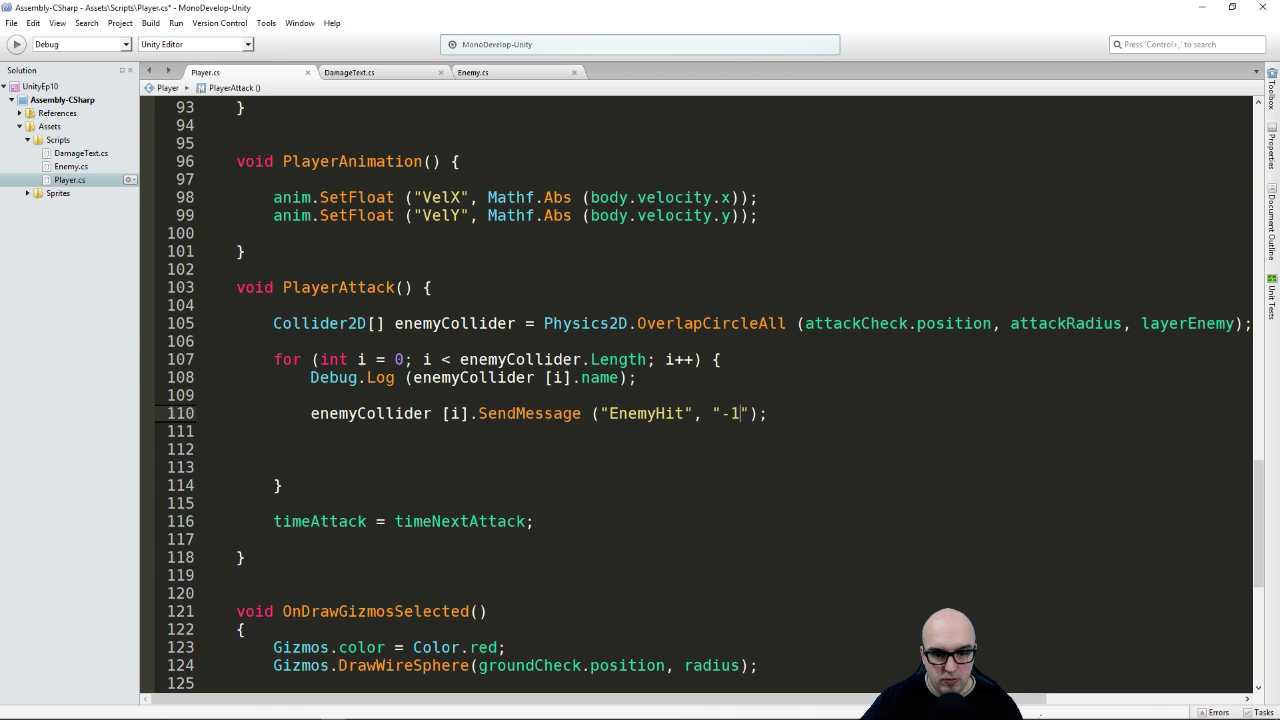 Assembly-CSharp - Assets\Scripts\Player.cs* - MonoDevelop-Unity
File Edit View Search Project Build Run Version Control Tools Window Help
Debug Unity Editor MonoDevelop-Unity Press 'Control+,' to search
Solution Player.cs DamageText.cs Enemy.cs
Player PlayerAttack ()
UnityEp10
Assembly-CSharp
References
Assets
Scripts
DamageText.cs
Enemy.cs
Player.cs
Sprites
93 }
94
95
96 void PlayerAnimation() {
97
98 anim.SetFloat ("VelX", Mathf.Abs (body.velocity.x));
99 anim.SetFloat ("VelY", Mathf.Abs (body.velocity.y));
100
101 }
102
103 void PlayerAttack() {
104
105 Collider2D[] enemyCollider = Physics2D.OverlapCircleAll (attackCheck.position, attackRadius, layerEnemy);
106
107 for (int i = 0; i < enemyCollider.Length; i++) {
108 Debug.Log (enemyCollider [i].name);
109
110 enemyCollider [i].SendMessage ("EnemyHit", "-1");
111
112
113
114 }
115
116 timeAttack = timeNextAttack;
117
118 }
119
120
121 void OnDrawGizmosSelected()
122 {
123 Gizmos.color = Color.red;
124 Gizmos.DrawWireSphere(groundCheck.position, radius);
125
Toolbox
Properties
Document Outline
Unit Tests
Errors Tasks